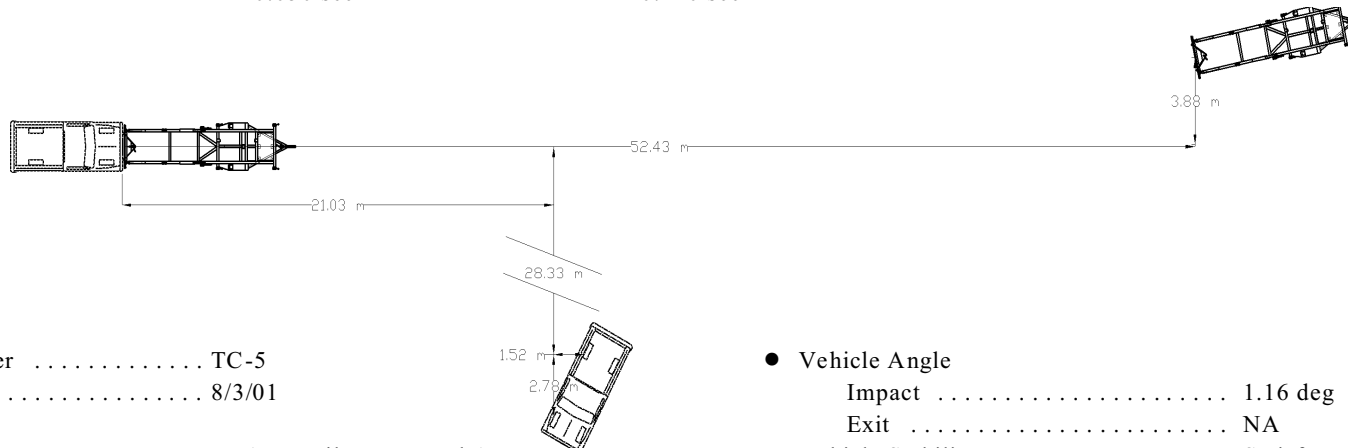 3.88 m
52.43 m
21.03 m
28.33 m
1.52 m
2.78 m
er ............. TC-5
................ 8/3/01
● Vehicle Angle
Impact ...................... 1.16 deg
Exit ........................ NA